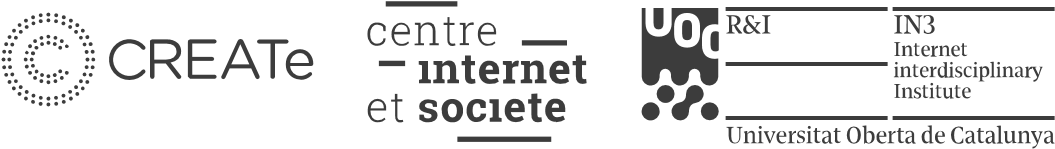 C CREATe
centre
internet
et societe
UOC
R&I
IN3
Internet
interdisciplinary
Institute
Universitat Oberta de Catalunya